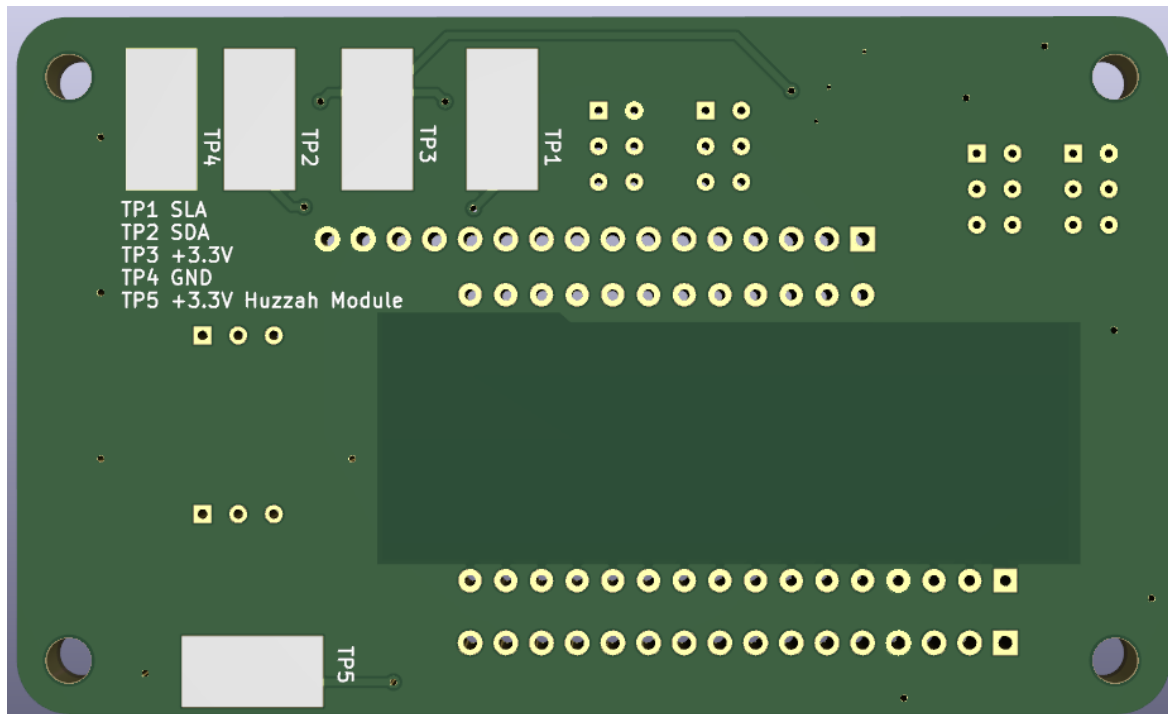 TP4
TP2
TP3
TP1
TP1 SLA
TP2 SDA
TP3 +3.3V
TP4 GND
TP5 +3.3V Huzzah Module
TP5